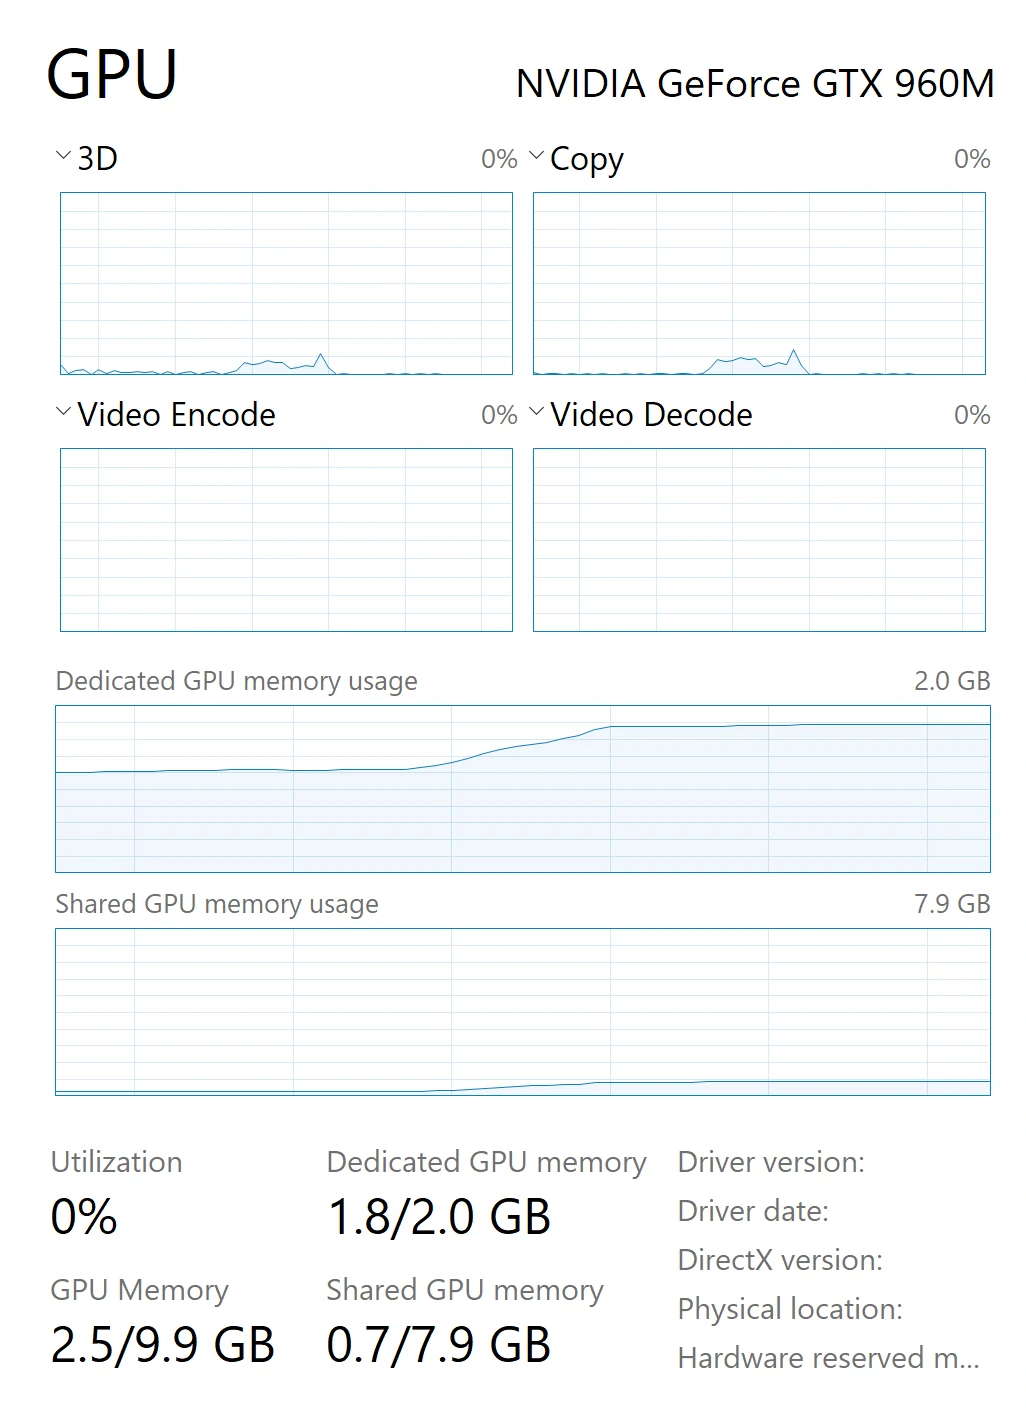 GPU
NVIDIA GeForce GTX 960M
3D 0%
Copy 0%
Video Encode 0%
Video Decode 0%
Dedicated GPU memory usage 2.0 GB
Shared GPU memory usage 7.9 GB
Utilization
0%
Dedicated GPU memory
1.8/2.0 GB
GPU Memory
2.5/9.9 GB
Shared GPU memory
0.7/7.9 GB
Driver version:
Driver date:
DirectX version:
Physical location:
Hardware reserved m...